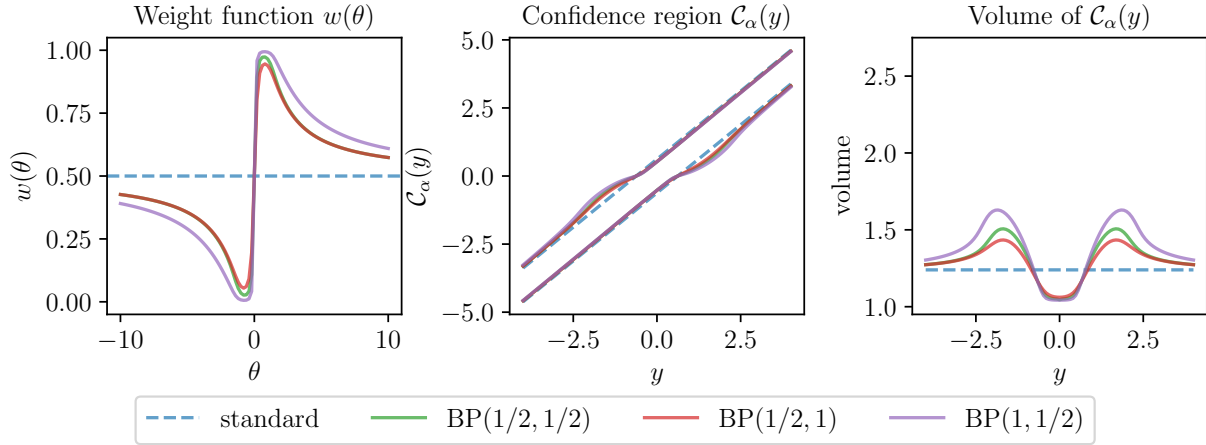 Weight function w(θ)
1.00
0.75
0.50
0.25
0.00
w(θ)
−10
0
10
θ
Confidence region 𝒞α(y)
5.0
2.5
0.0
−2.5
−5.0
𝒞α(y)
−2.5
0.0
2.5
y
Volume of 𝒞α(y)
2.5
2.0
1.5
1.0
volume
−2.5
0.0
2.5
y
standard
BP(1/2, 1/2)
BP(1/2, 1)
BP(1, 1/2)